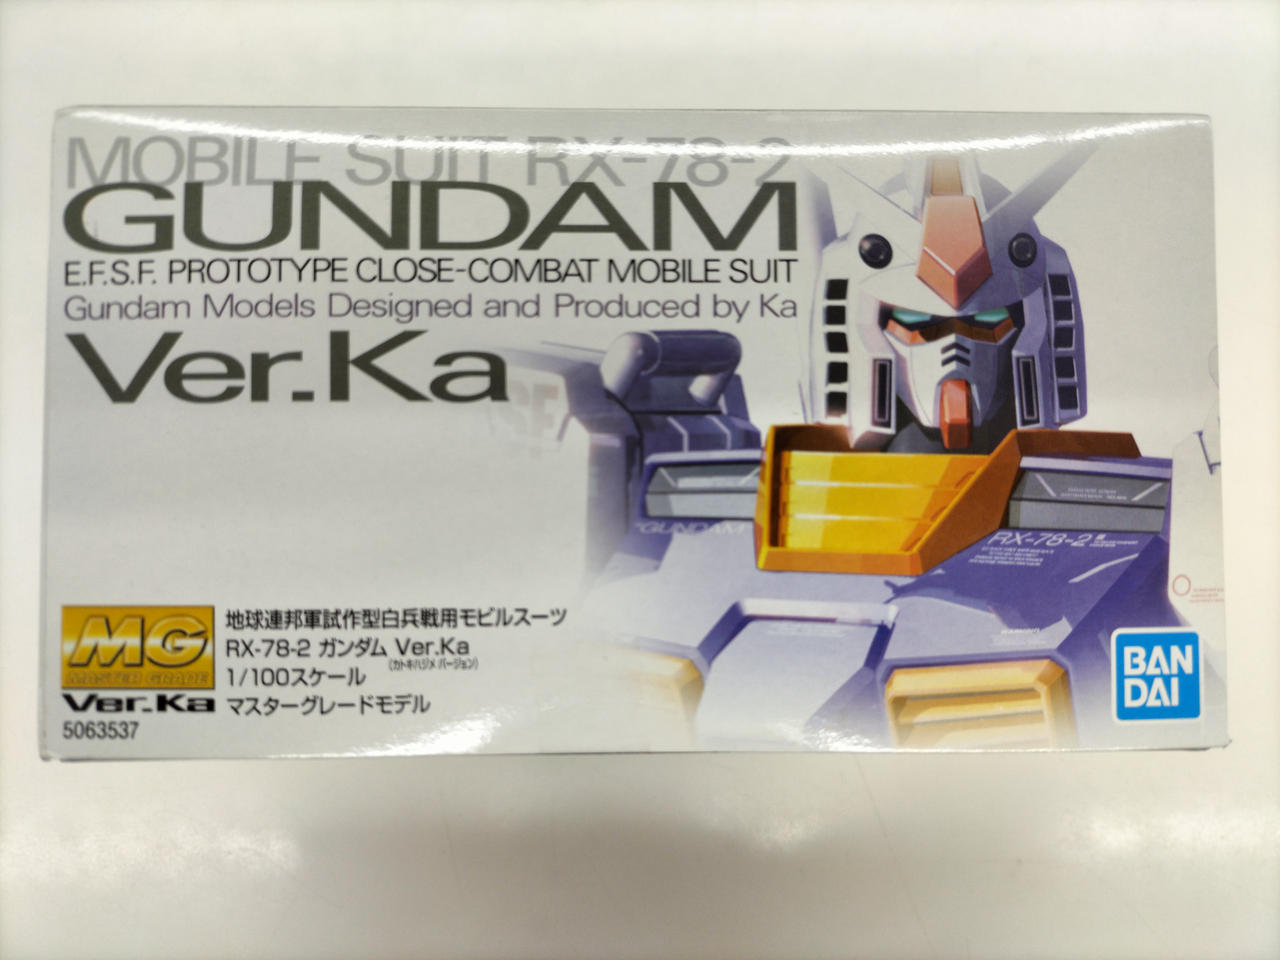 MOBILE SUIT RX-78-2
GUNDAM
E.F.S.F. PROTOTYPE CLOSE-COMBAT MOBILE SUIT
Gundam Models Designed and Produced by Ka
Ver.Ka
GUNDAM
RX-78-2
MG
MASTER GRADE
Ver.Ka
5063537
地球連邦軍試作型白兵戦用モビルスーツ
RX-78-2 ガンダム Ver.Ka
(カトキハジメ バージョン)
1/100スケール
マスターグレードモデル
BAN
DAI